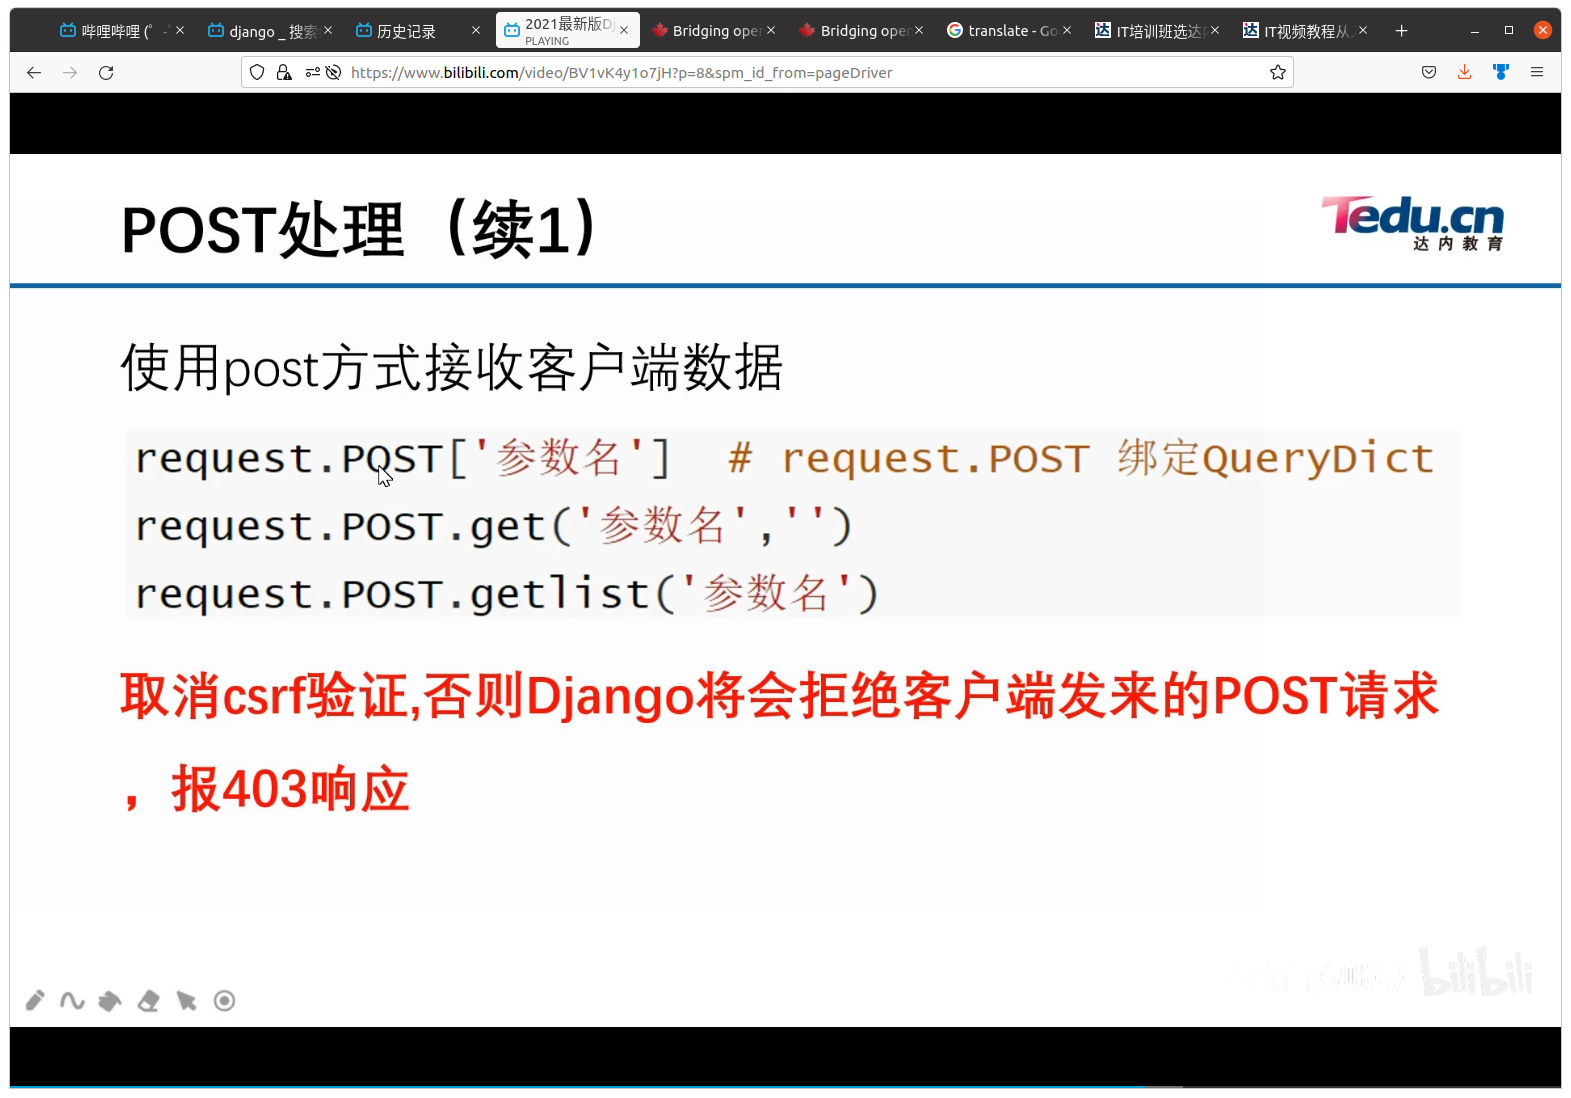 哔哩哔哩 (゜-
django _ 搜索
历史记录
2021最新版Dj
PLAYING
Bridging oper
Bridging oper
translate - Go
IT培训班选达内
IT视频教程从入
https://www.bilibili.com/video/BV1vK4y1o7jH?p=8&spm_id_from=pageDriver
POST处理（续1）
Tedu.cn
达内教育
使用post方式接收客户端数据
request.POST['参数名']  # request.POST 绑定QueryDict
request.POST.get('参数名','')
request.POST.getlist('参数名')
取消csrf验证,否则Django将会拒绝客户端发来的POST请求
，报403响应
bilibili